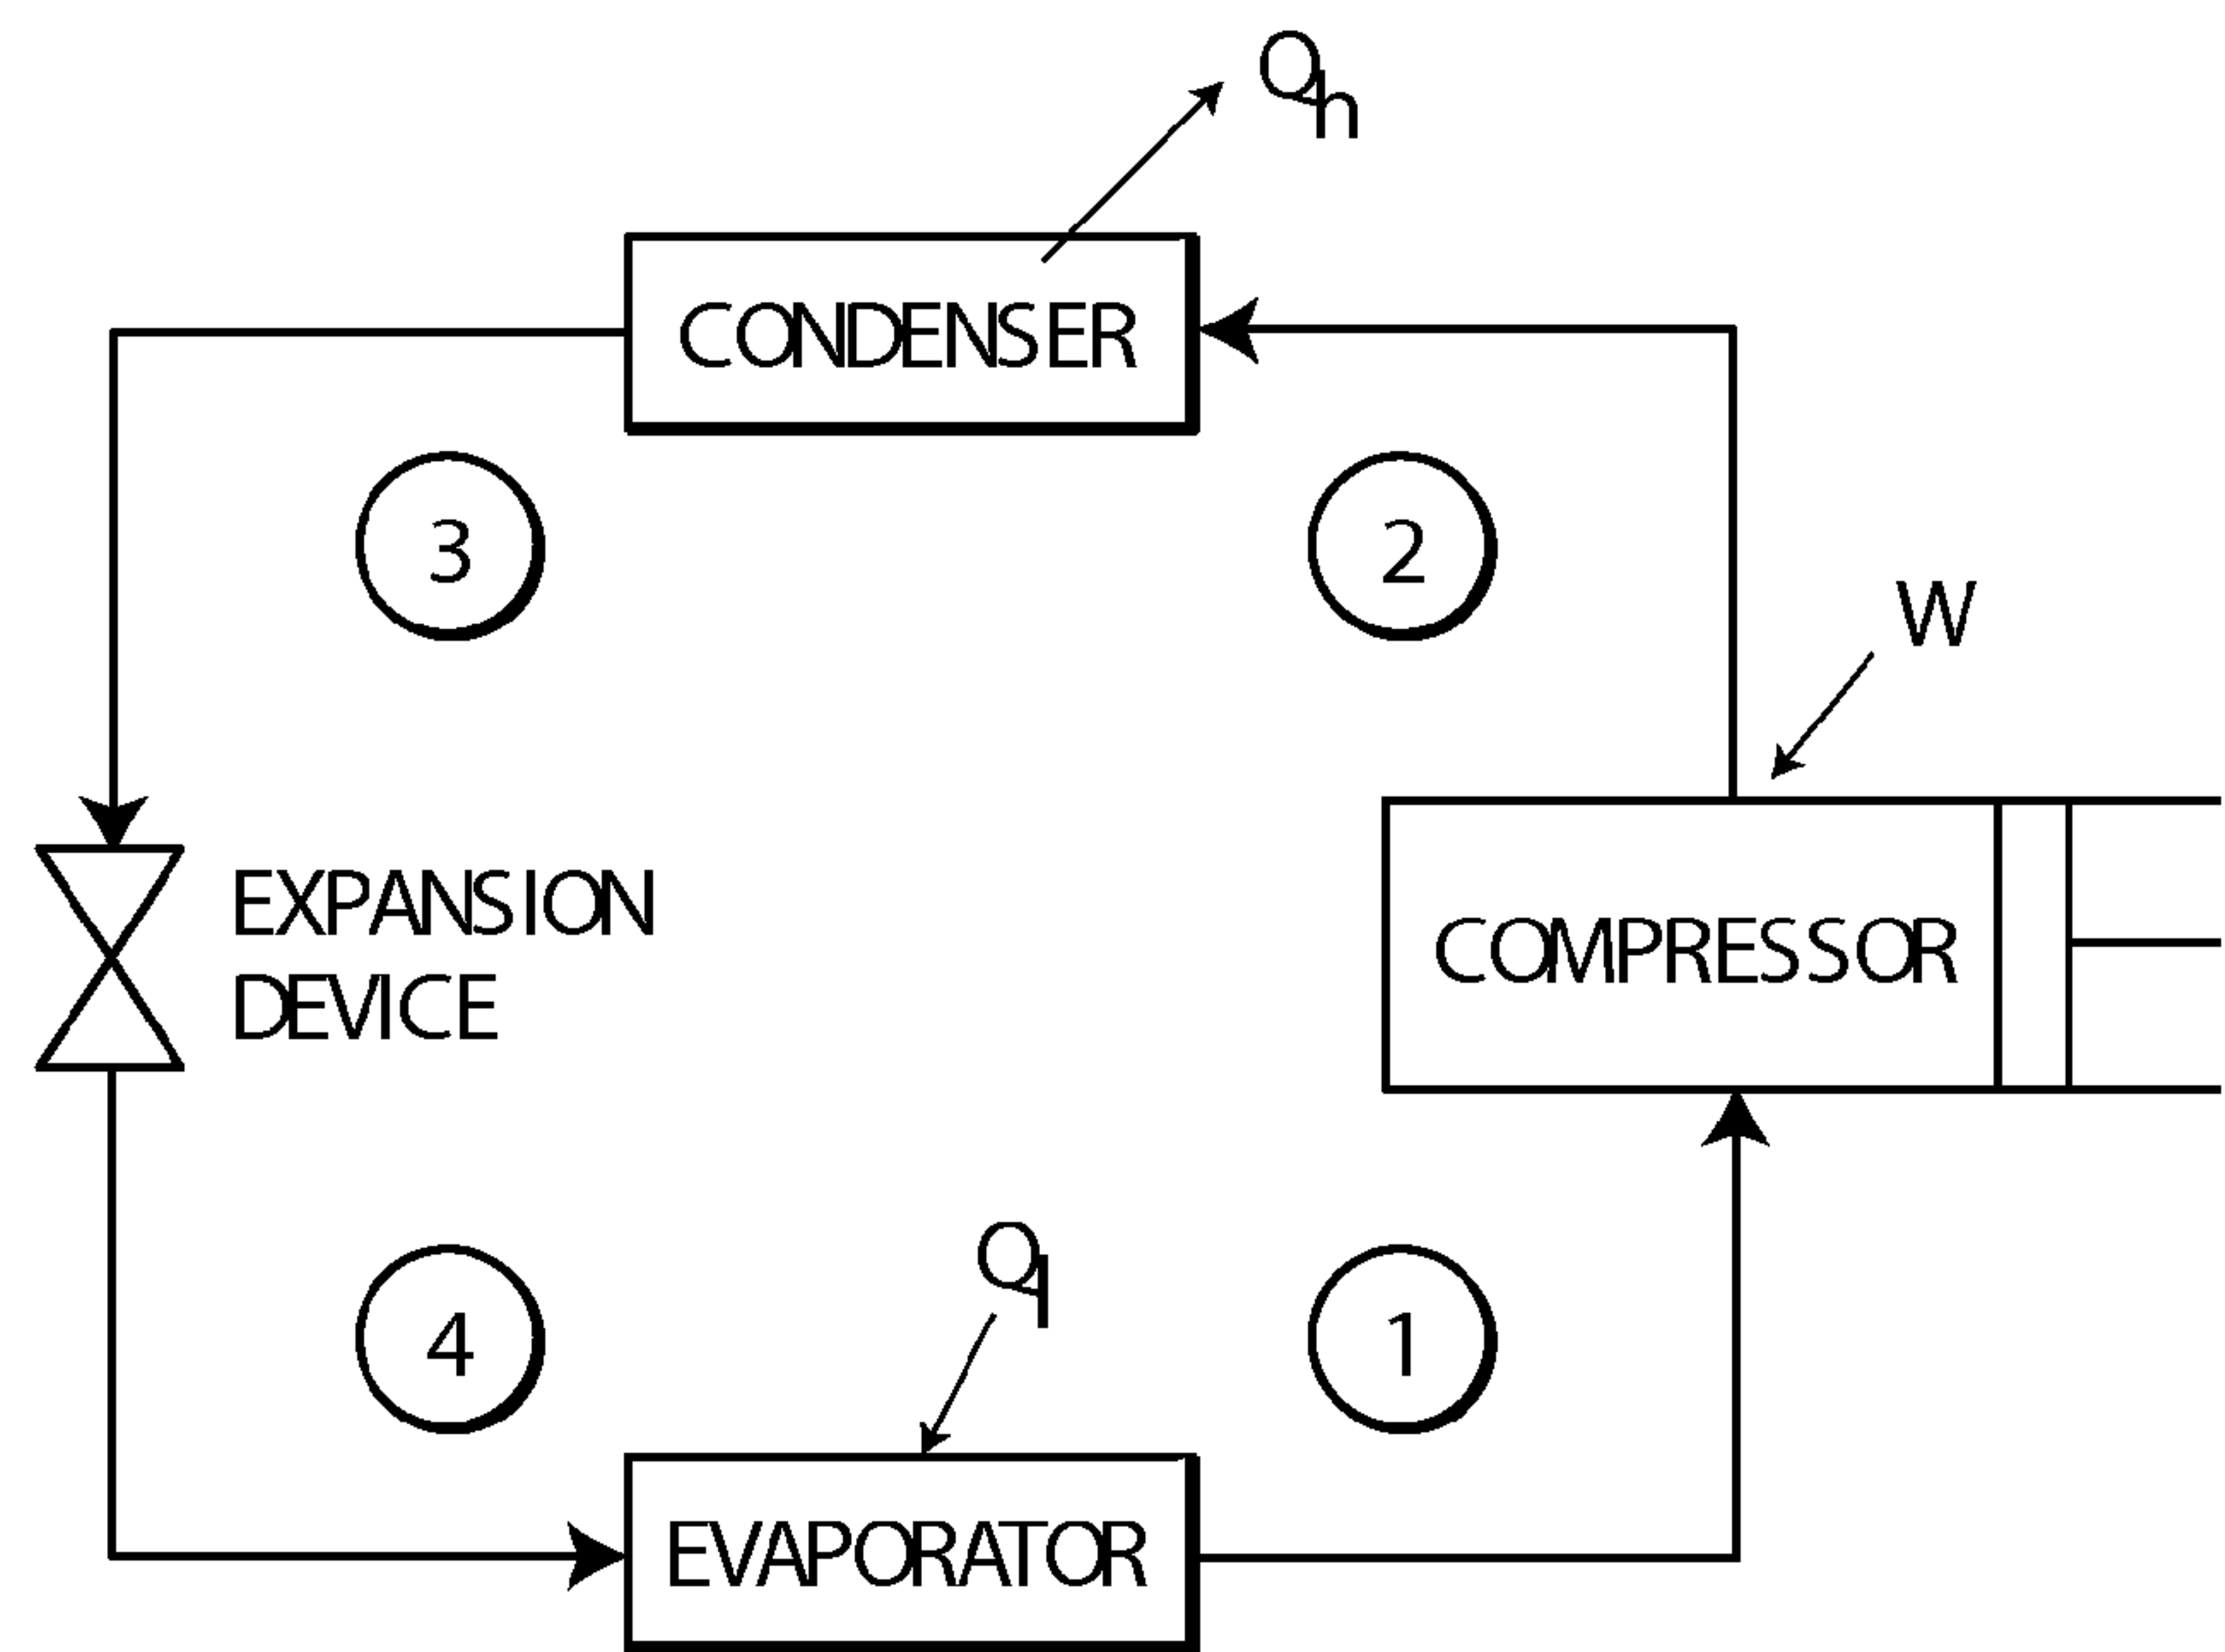 Qh
CONDENSER
3
2
W
EXPANSION
DEVICE
COMPRESSOR
Ql
4
1
EVAPORATOR